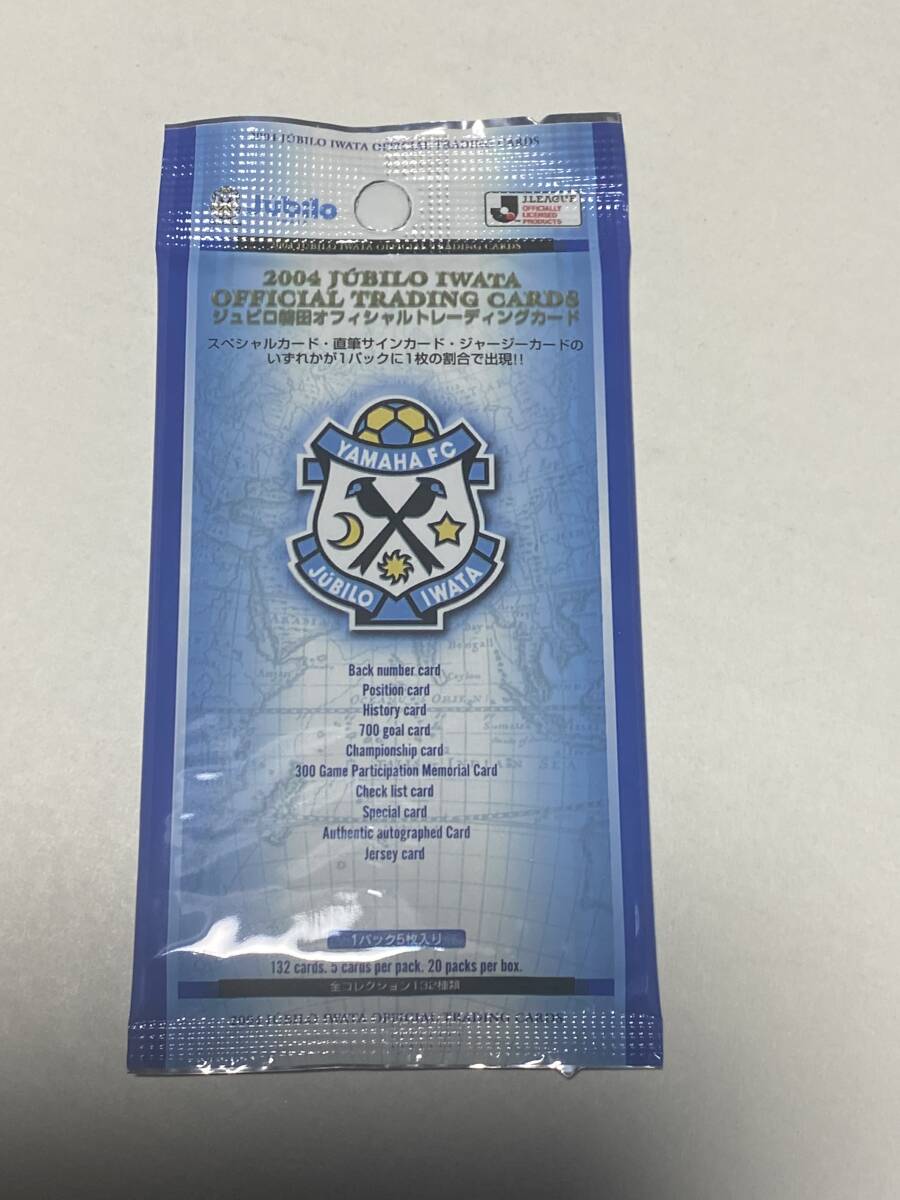 2004 JÚBILO IWATA OFFICIAL TRADING CARDS
Jubilo
J.LEAGUE
OFFICIALLY
LICENSED
PRODUCTS
2004 JÚBILO IWATA OFFICIAL TRADING CARDS
2004 JÚBILO IWATA
OFFICIAL TRADING CARDS
ジュビロ磐田オフィシャルトレーディングカード
スペシャルカード・直筆サインカード・ジャージーカードの
いずれかが1パックに1枚の割合で出現!!
YAMAHA FC
JÚBILO IWATA
Back number card
Position card
History card
700 goal card
Championship card
300 Game Participation Memorial Card
Check list card
Special card
Authentic autographed Card
Jersey card
1パック5枚入り
132 cards. 5 cards per pack. 20 packs per box.
全コレクション132種類
2004 JÚBILO IWATA OFFICIAL TRADING CARDS